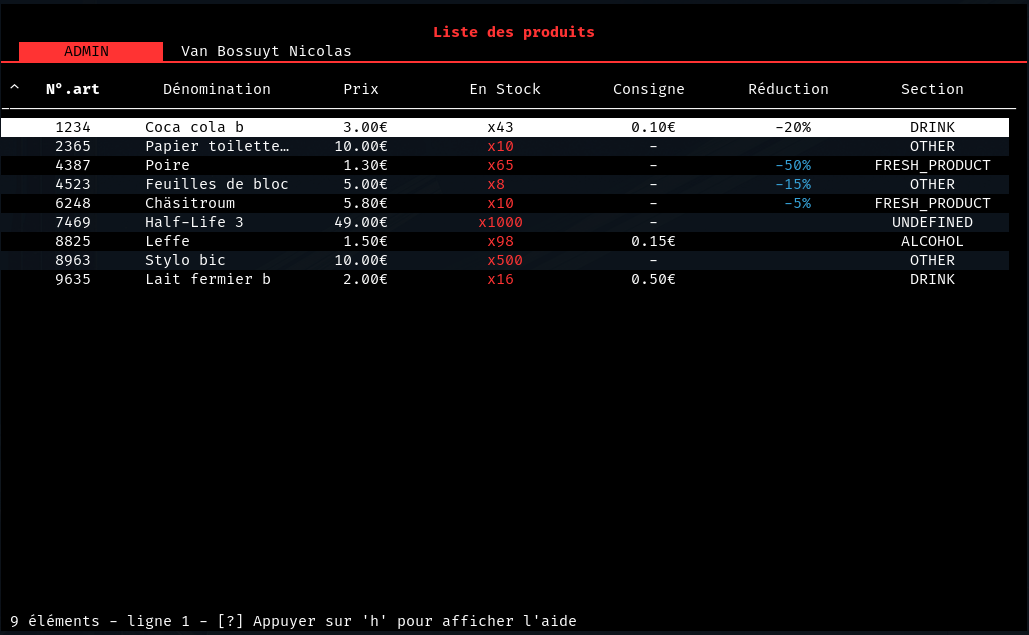 Liste des produits
ADMIN Van Bossuyt Nicolas
^ N°.art Dénomination Prix En Stock Consigne Réduction Section
1234 Coca cola b 3.00€ x43 0.10€ -20% DRINK
2365 Papier toilette… 10.00€ x10 - OTHER
4387 Poire 1.30€ x65 - -50% FRESH_PRODUCT
4523 Feuilles de bloc 5.00€ x8 - -15% OTHER
6248 Chäsitroum 5.80€ x10 - -5% FRESH_PRODUCT
7469 Half-Life 3 49.00€ x1000 - UNDEFINED
8825 Leffe 1.50€ x98 0.15€ ALCOHOL
8963 Stylo bic 10.00€ x500 - OTHER
9635 Lait fermier b 2.00€ x16 0.50€ DRINK
9 éléments - ligne 1 - [?] Appuyer sur 'h' pour afficher l'aide